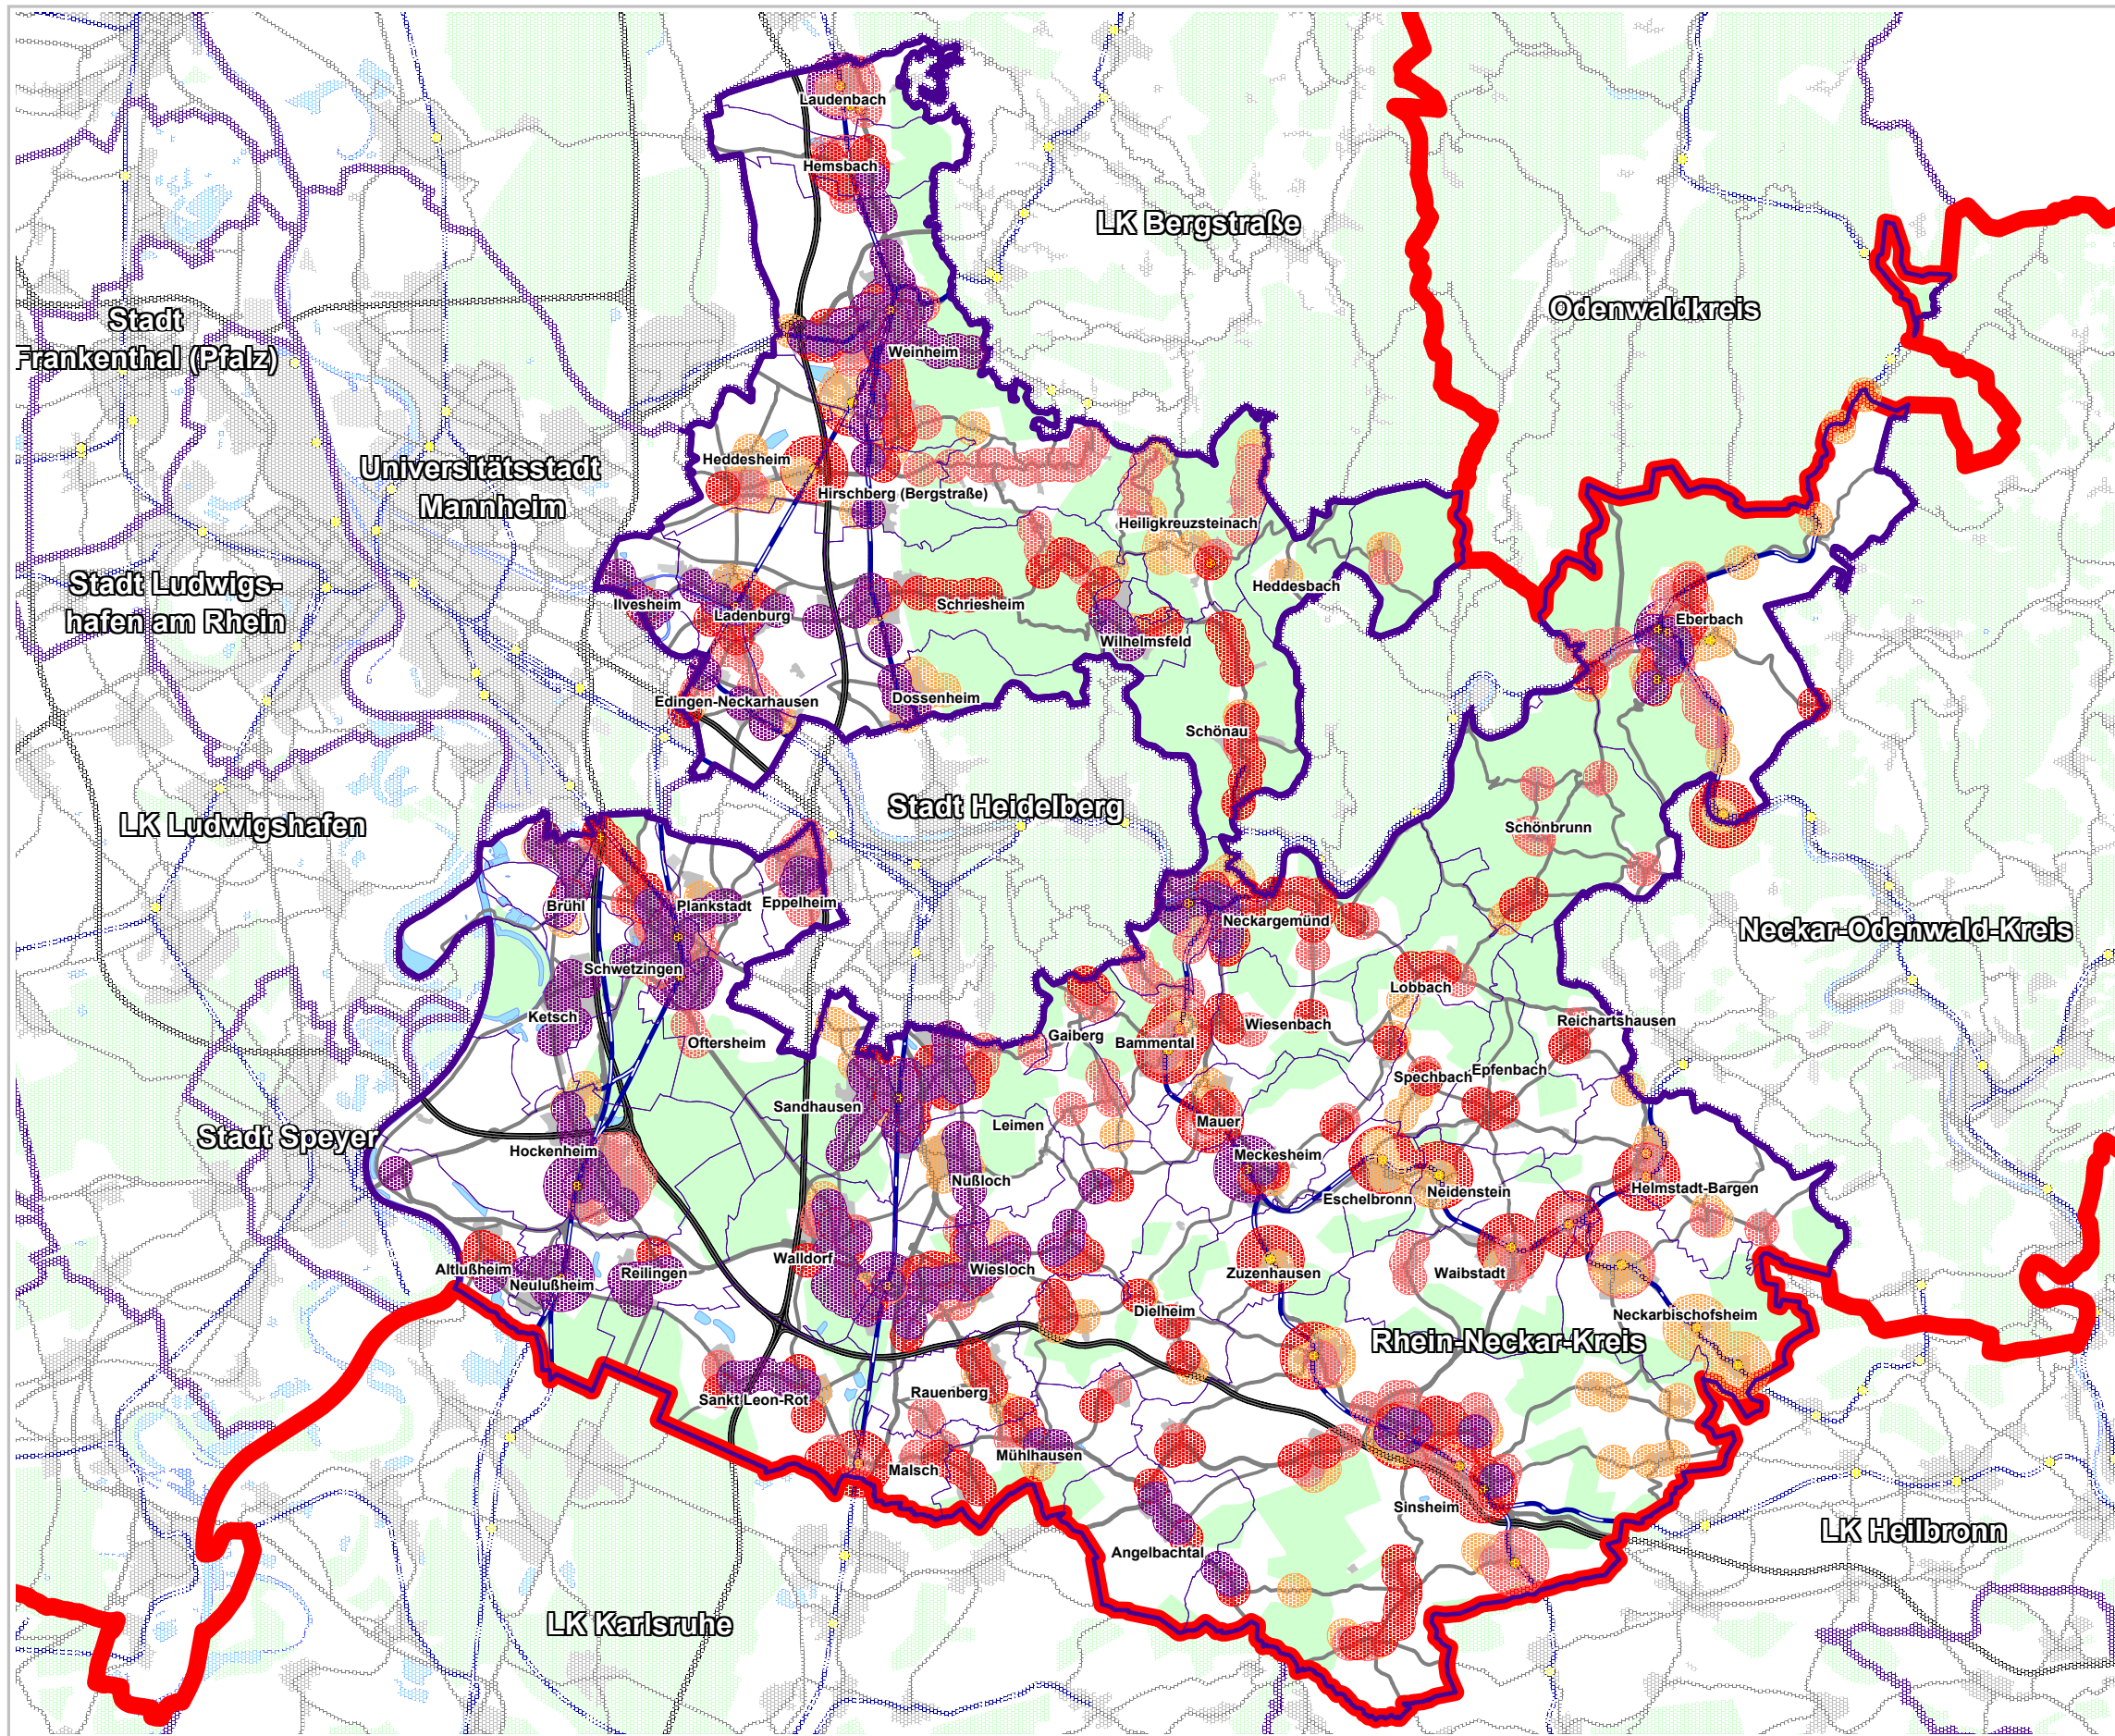 Laudenbach
Hemsbach
LK Bergstraße
Odenwaldkreis
Stadt
Frankenthal (Pfalz)
Weinheim
Universitätsstadt
Mannheim
Heddesheim
Hirschberg (Bergstraße)
Heiligkreuzsteinach
Heddesbach
Stadt Ludwigs-
hafen am Rhein
Ilvesheim
Ladenburg
Schriesheim
Wilhelmsfeld
Eberbach
Edingen-Neckarhausen
Dossenheim
Schönau
LK Ludwigshafen
Stadt Heidelberg
Schönbrunn
Brühl
Plankstadt
Eppelheim
Neckargemünd
Neckar-Odenwald-Kreis
Schwetzingen
Lobbach
Ketsch
Oftersheim
Gaiberg
Bammental
Wiesenbach
Reichartshausen
Spechbach
Epfenbach
Sandhausen
Leimen
Mauer
Stadt Speyer
Hockenheim
Nußloch
Meckesheim
Eschelbronn
Neidenstein
Helmstadt-Bargen
Altlußheim
Neulußheim
Reilingen
Walldorf
Wiesloch
Zuzenhausen
Waibstadt
Dielheim
Neckarbischofsheim
Rhein-Neckar-Kreis
Sankt Leon-Rot
Rauenberg
Mühlhausen
Malsch
Sinsheim
Angelbachtal
LK Heilbronn
LK Karlsruhe